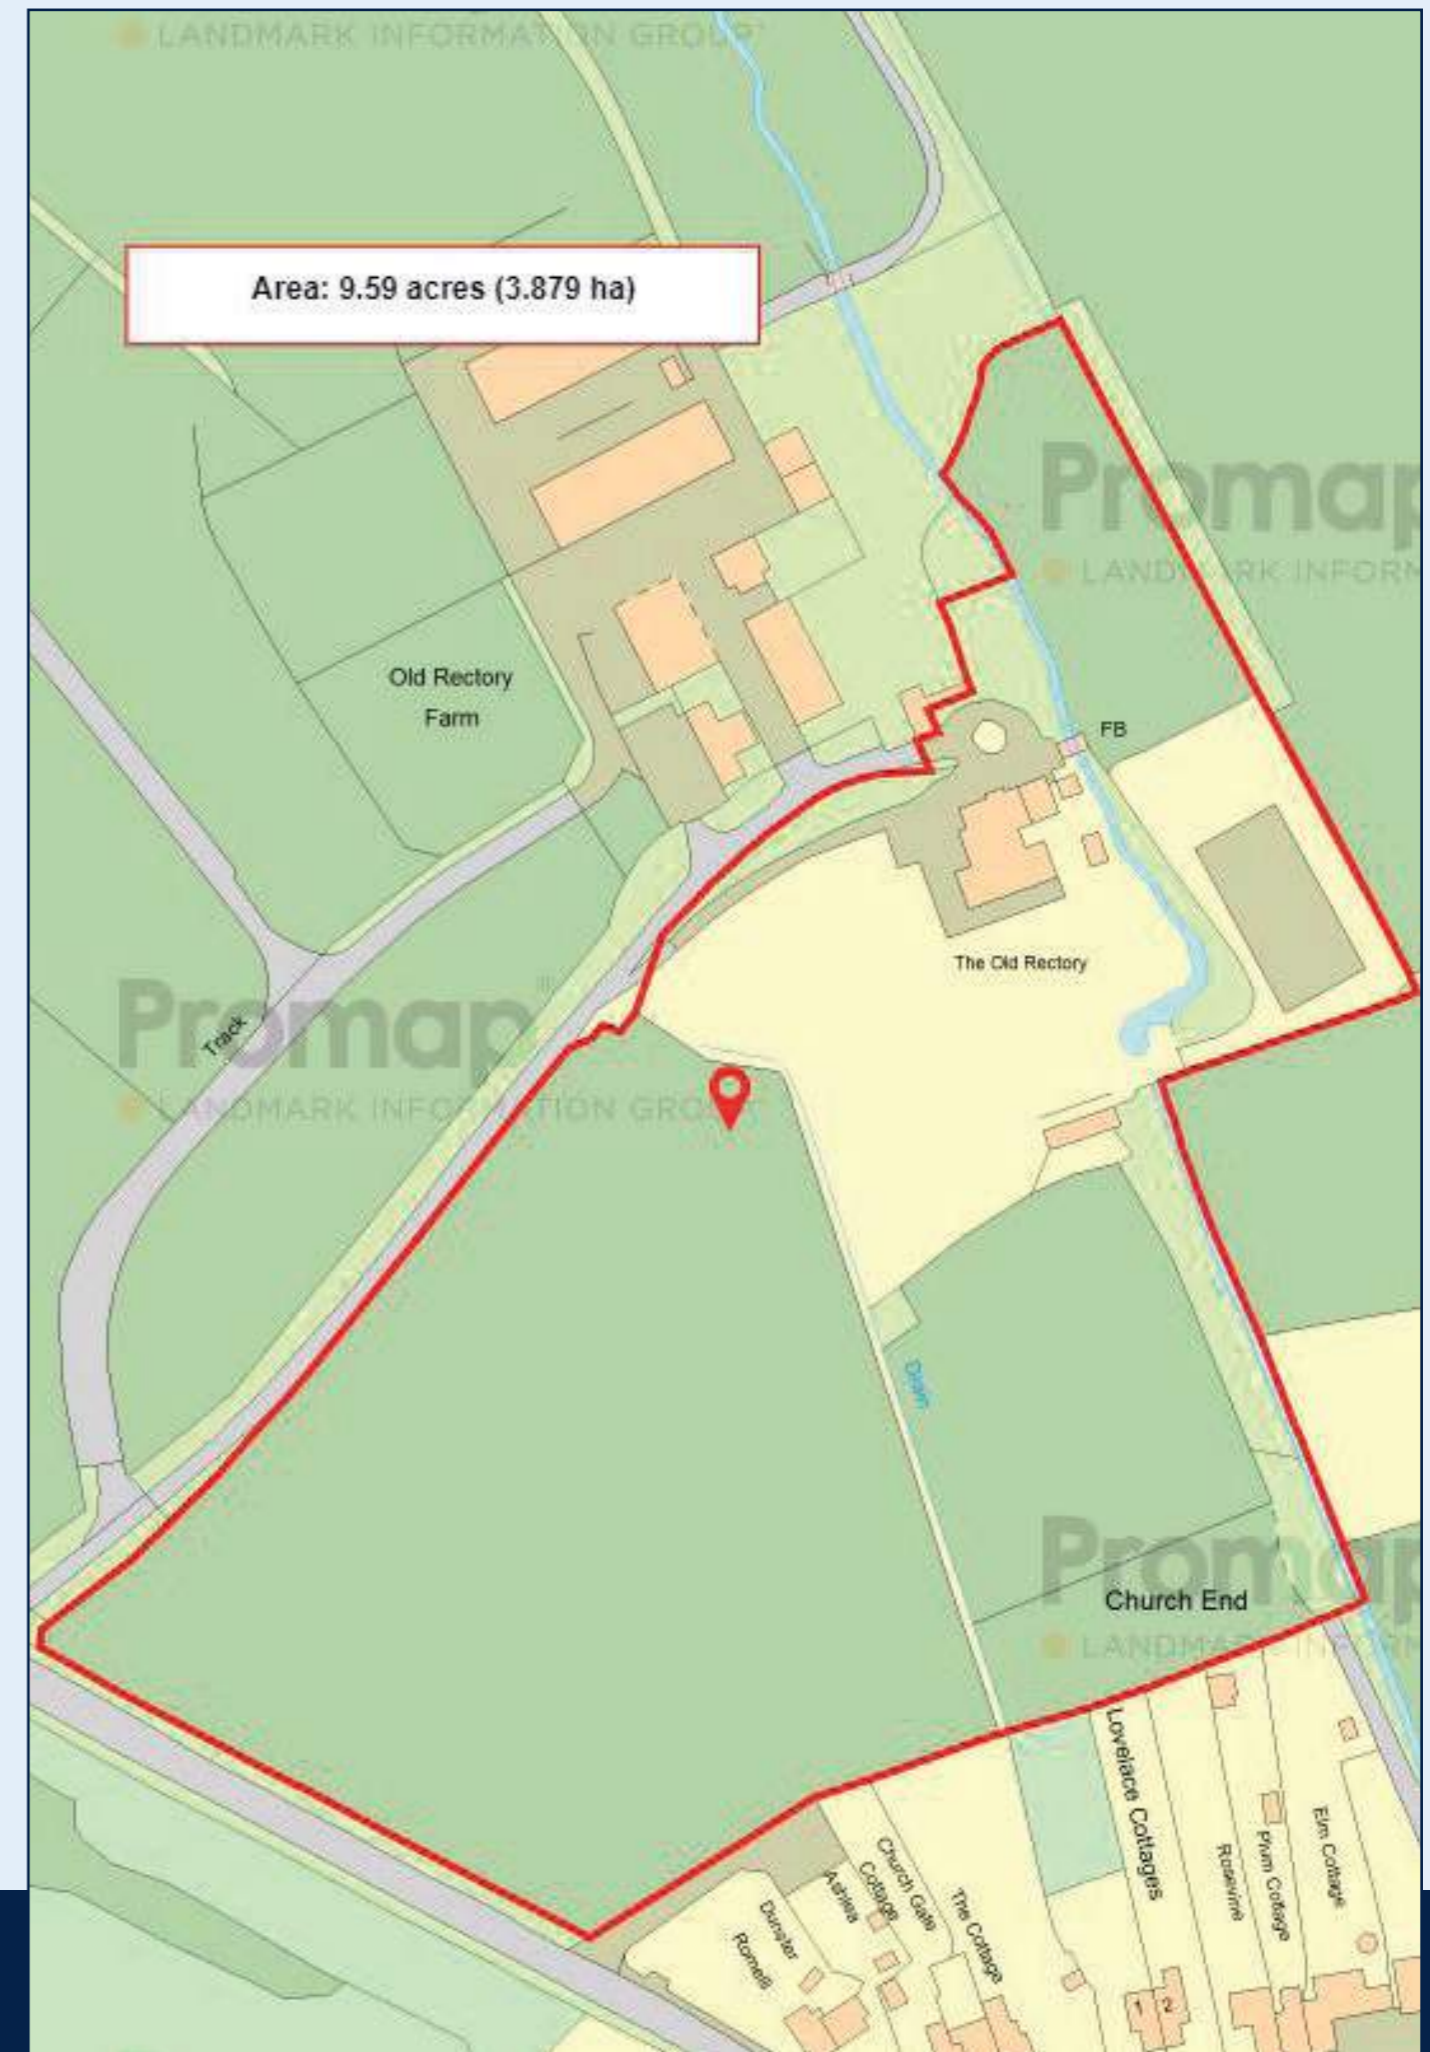 LANDMARK INFORMATION GROUP
Area: 9.59 acres (3.879 ha)
Promap
LANDMARK INFORM
Old Rectory
Farm
FB
The Old Rectory
Promap
Track
LANDMARK INFORMATION GROUP
Drain
Promap
Church End
LANDMARK INFORM
Lovelace Cottages
Elm Cottage
Plum Cottage
Rosevine
Church Gate
Cottage
Ashlea
The Cottage
Dunster
Romelli
1
2